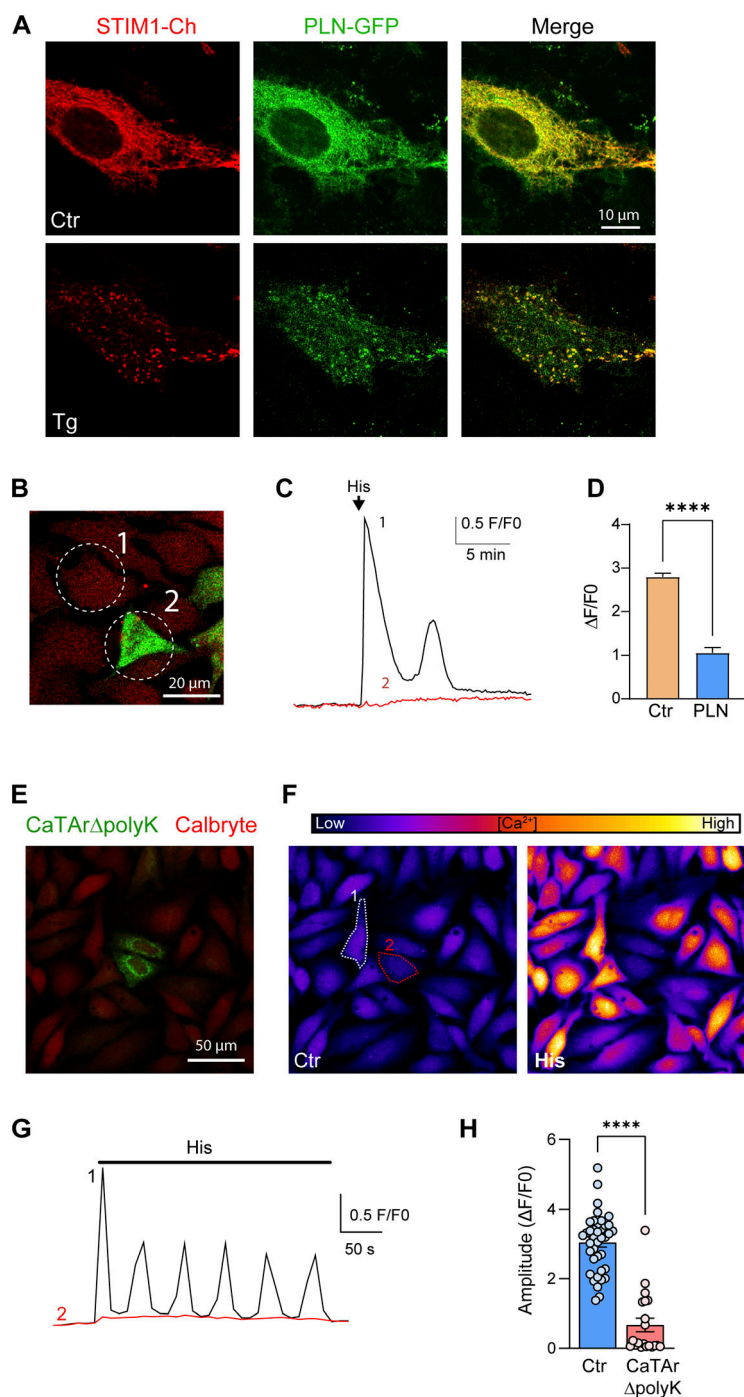 A
STIM1-Ch PLN-GFP Merge
Ctr
10 µm
Tg
B
1
2
20 µm
C
His
1
0.5 F/F0
5 min
2
D
****
ΔF/F0
4
3
2
1
0
Ctr PLN
E
CaTArΔpolyK Calbryte
50 µm
F
Low [Ca²⁺] High
1
2
Ctr
His
G
His
1
0.5 F/F0
50 s
2
H
****
Amplitude (ΔF/F0)
6
4
2
0
Ctr CaTAr
ΔpolyK